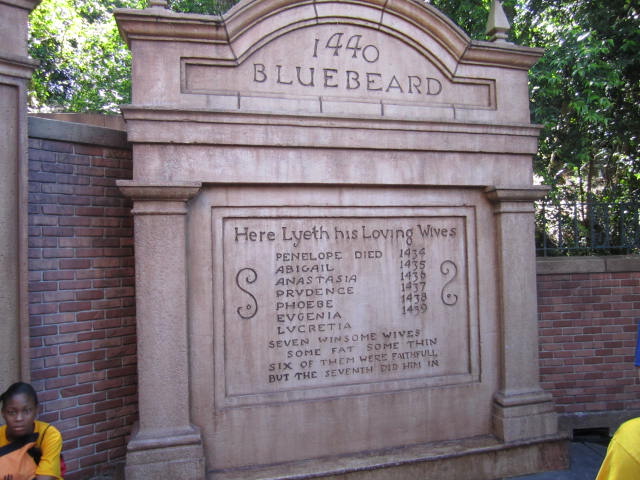 1440
BLUEBEARD
Here Lyeth his Loving Wives
PENELOPE DIED 1434
ABIGAIL 1435
ANASTASIA 1436
PRVDENCE 1437
PHOEBE 1438
EVGENIA 1439
LVCRETIA
SEVEN WINSOME WIVES
SOME FAT SOME THIN
SIX OF THEM WERE FAITHFULL
BUT THE SEVENTH DID HIM IN